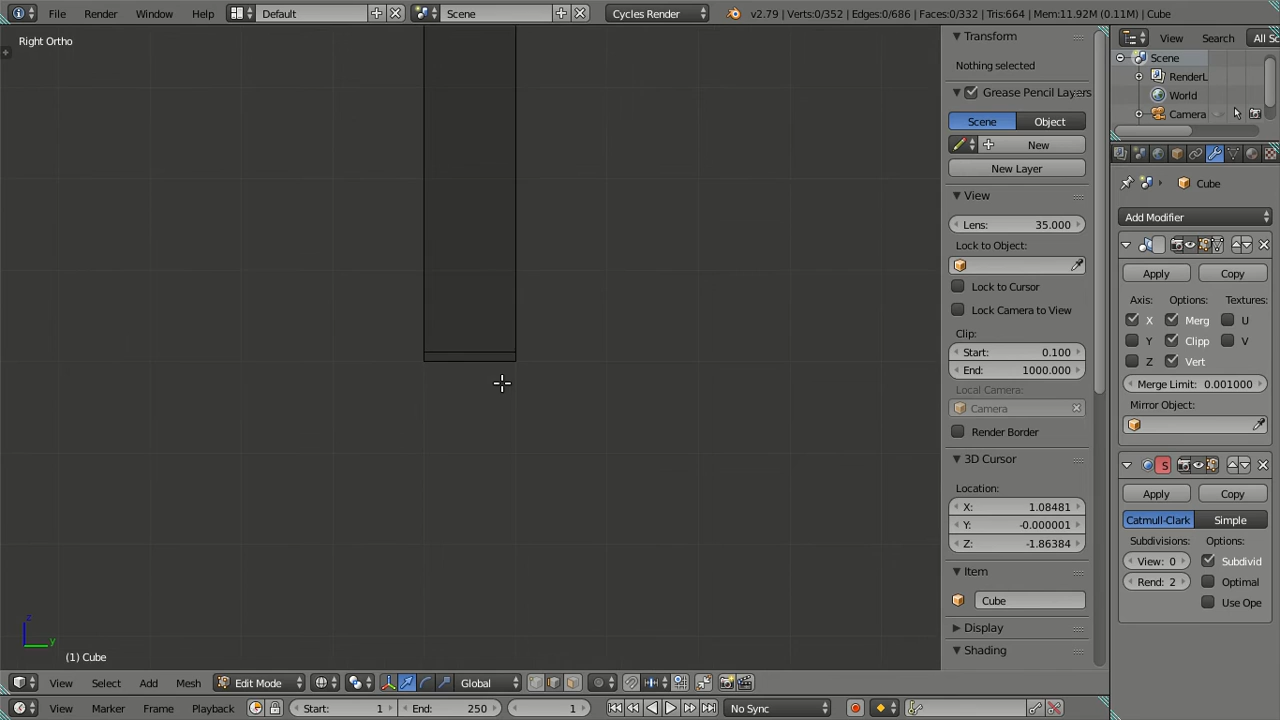 File Render Window Help Default Scene Cycles Render v2.79 | Verts:0/352 | Edges:0/686 | Faces:0/332 | Tris:664 | Mem:11.92M (0.11M) | Cube
Right Ortho
Transform
Nothing selected
Grease Pencil Layers
Scene Object
New
New Layer
View
Lens: 35.000
Lock to Object:
Lock to Cursor
Lock Camera to View
Clip:
Start: 0.100
End: 1000.000
Local Camera:
Camera
Render Border
3D Cursor
Location:
X: 1.08481
Y: -0.000001
Z: -1.86384
Item
Cube
Display
Shading
View Search All Sc
Scene
RenderL
World
Camera
Cube
Add Modifier
Apply Copy
Axis: Options: Textures:
X Merg U
Y Clipp V
Z Vert
Merge Limit: 0.001000
Mirror Object:
S
Apply Copy
Catmull-Clark Simple
Subdivisions: Options:
View: 0 Subdivid
Rend: 2 Optimal
Use Ope
z
y
(1) Cube
View Select Add Mesh Edit Mode Global
View Marker Frame Playback Start: 1 End: 250 1 No Sync